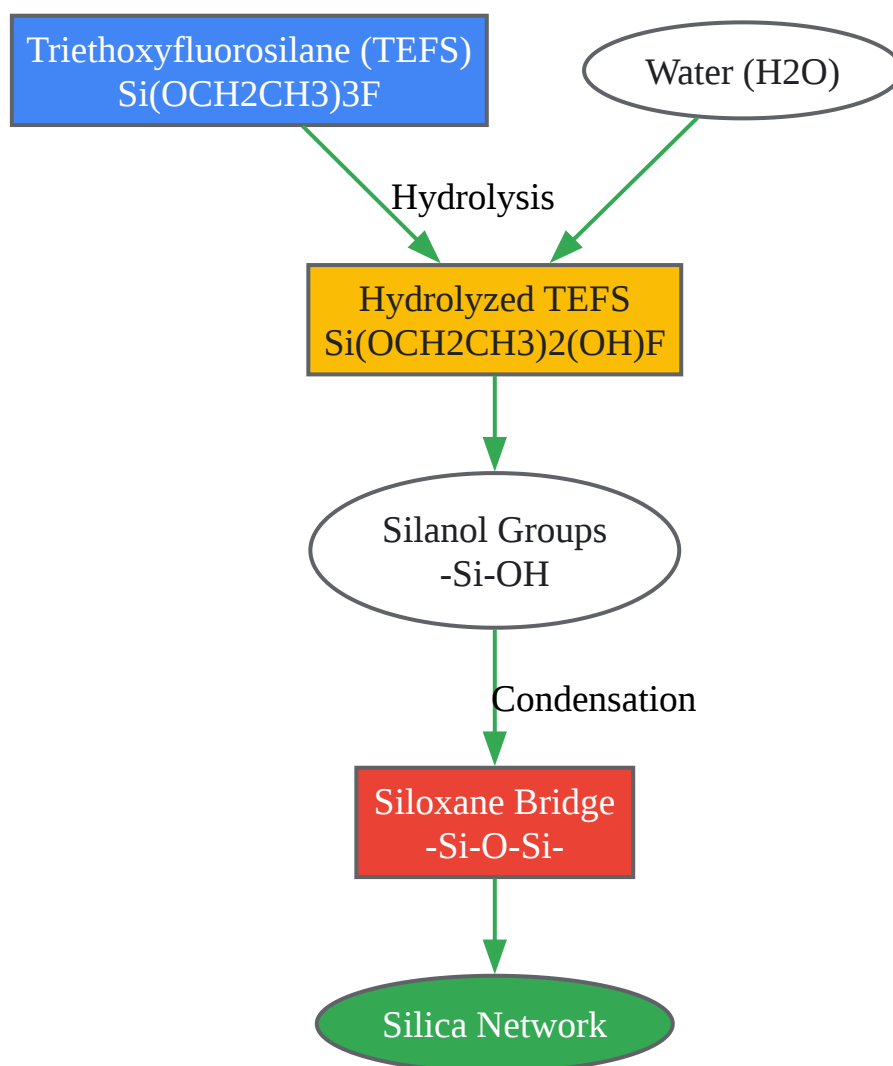 Triethoxyfluorosilane (TEFS)
Si(OCH2CH3)3F
Water (H2O)
Hydrolysis
Hydrolyzed TEFS
Si(OCH2CH3)2(OH)F
Silanol Groups
-Si-OH
Condensation
Siloxane Bridge
-Si-O-Si-
Silica Network